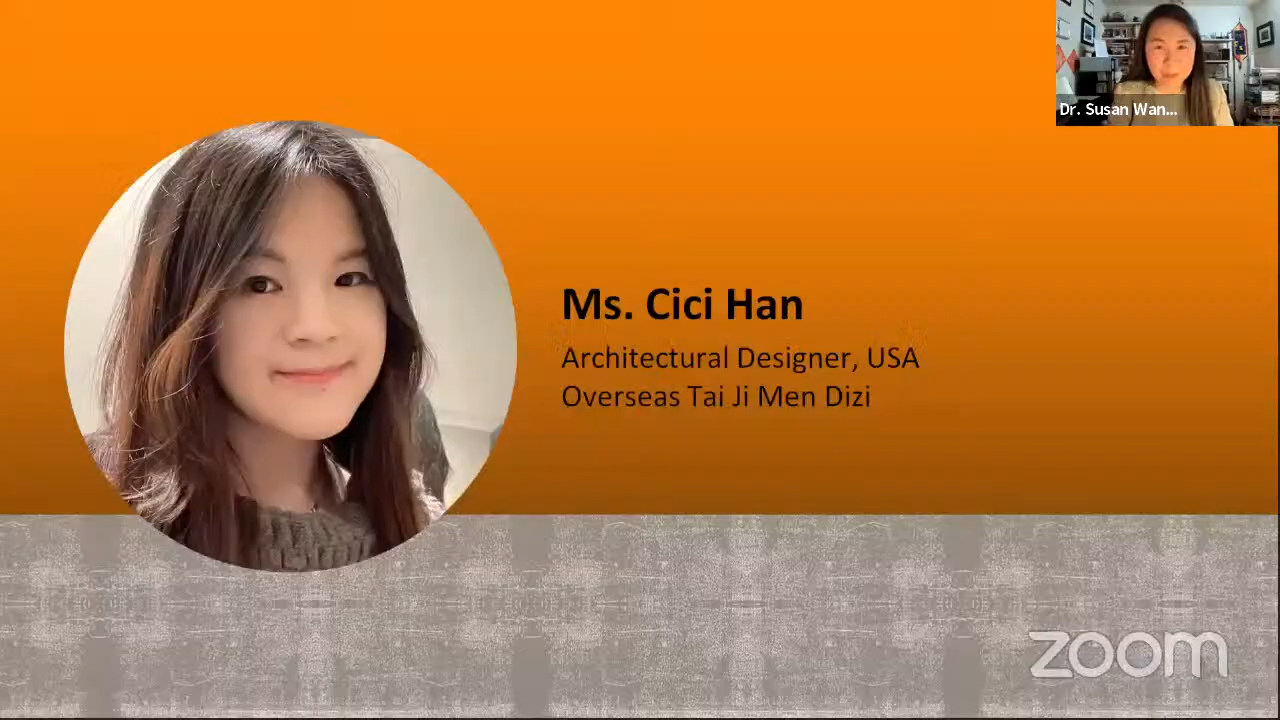 Dr. Susan Wan...
Ms. Cici Han
Architectural Designer, USA
Overseas Tai Ji Men Dizi
zoom